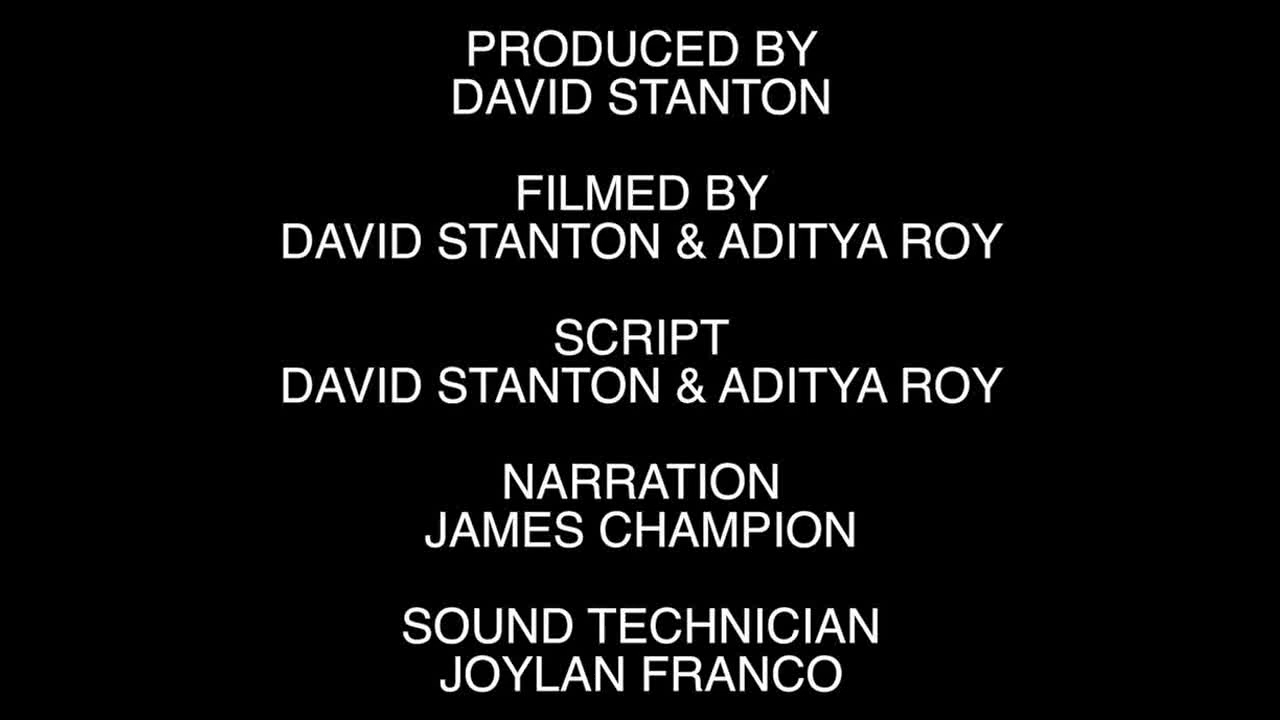 PRODUCED BY
DAVID STANTON
FILMED BY
DAVID STANTON & ADITYA ROY
SCRIPT
DAVID STANTON & ADITYA ROY
NARRATION
JAMES CHAMPION
SOUND TECHNICIAN
JOYLAN FRANCO